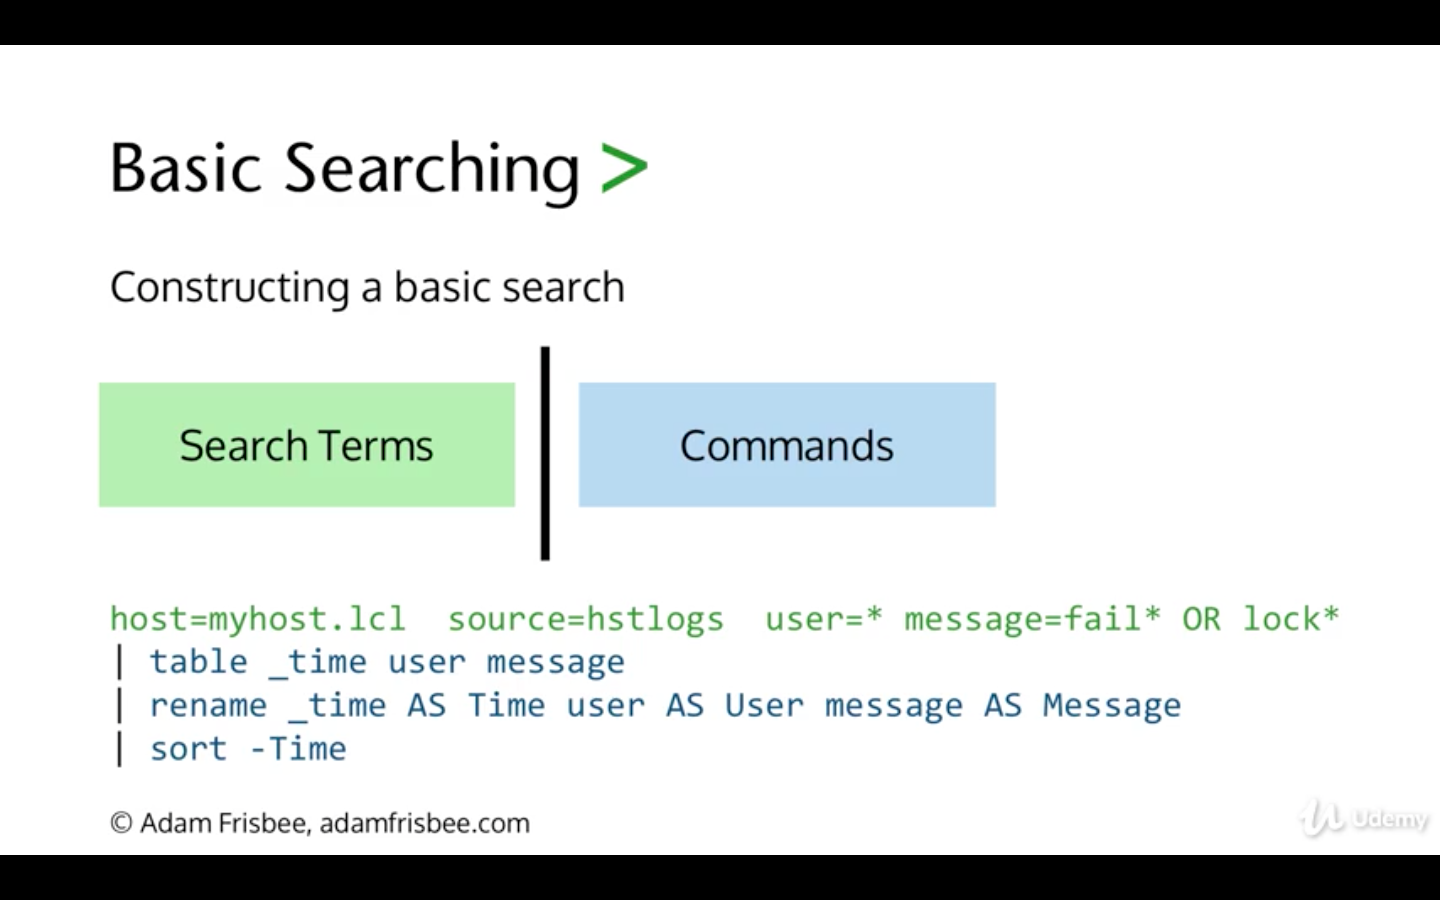 Basic Searching >
Constructing a basic search
Search Terms
Commands
host=myhost.lcl  source=hstlogs  user=* message=fail* OR lock*
| table _time user message
| rename _time AS Time user AS User message AS Message
| sort -Time
© Adam Frisbee, adamfrisbee.com
Udemy